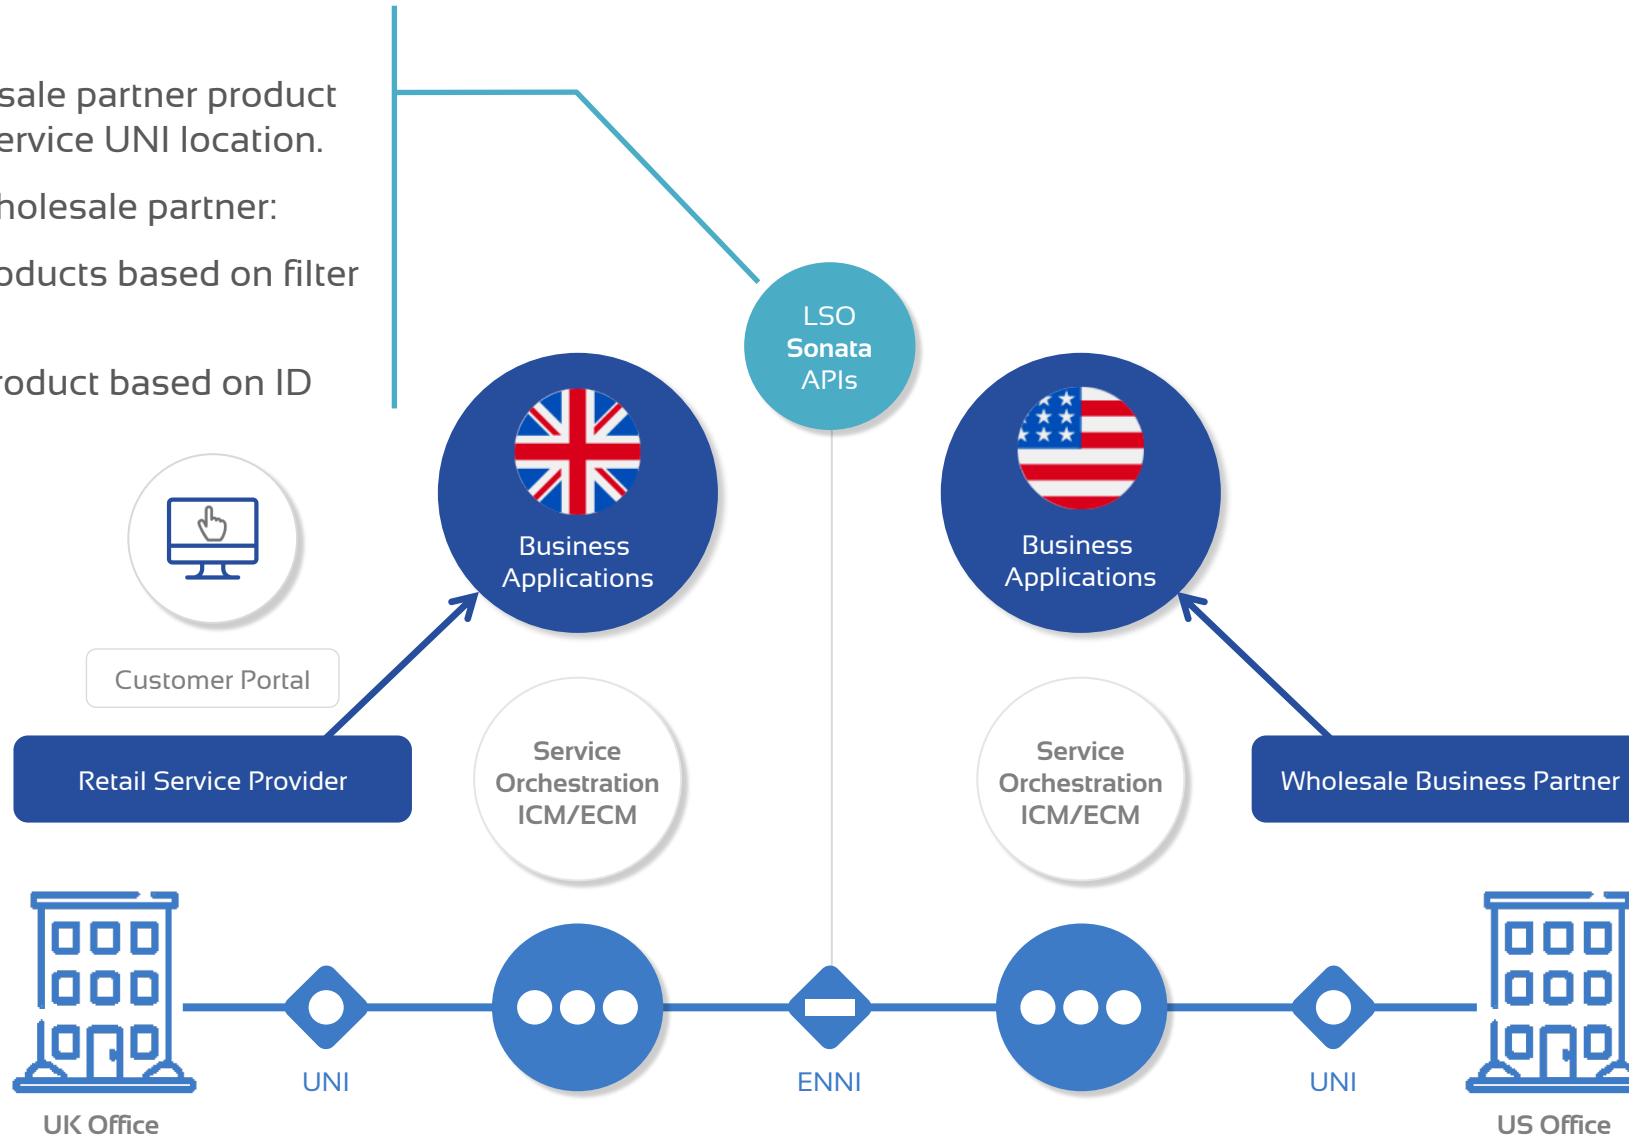 sale partner product
ervice UNI location.
holesale partner:
oducts based on filter
roduct based on ID
LSO
Sonata
APIs
Business
Applications
Business
Applications
Customer Portal
Retail Service Provider
Service
Orchestration
ICM/ECM
Service
Orchestration
ICM/ECM
Wholesale Business Partner
UNI
ENNI
UNI
UK Office
US Office